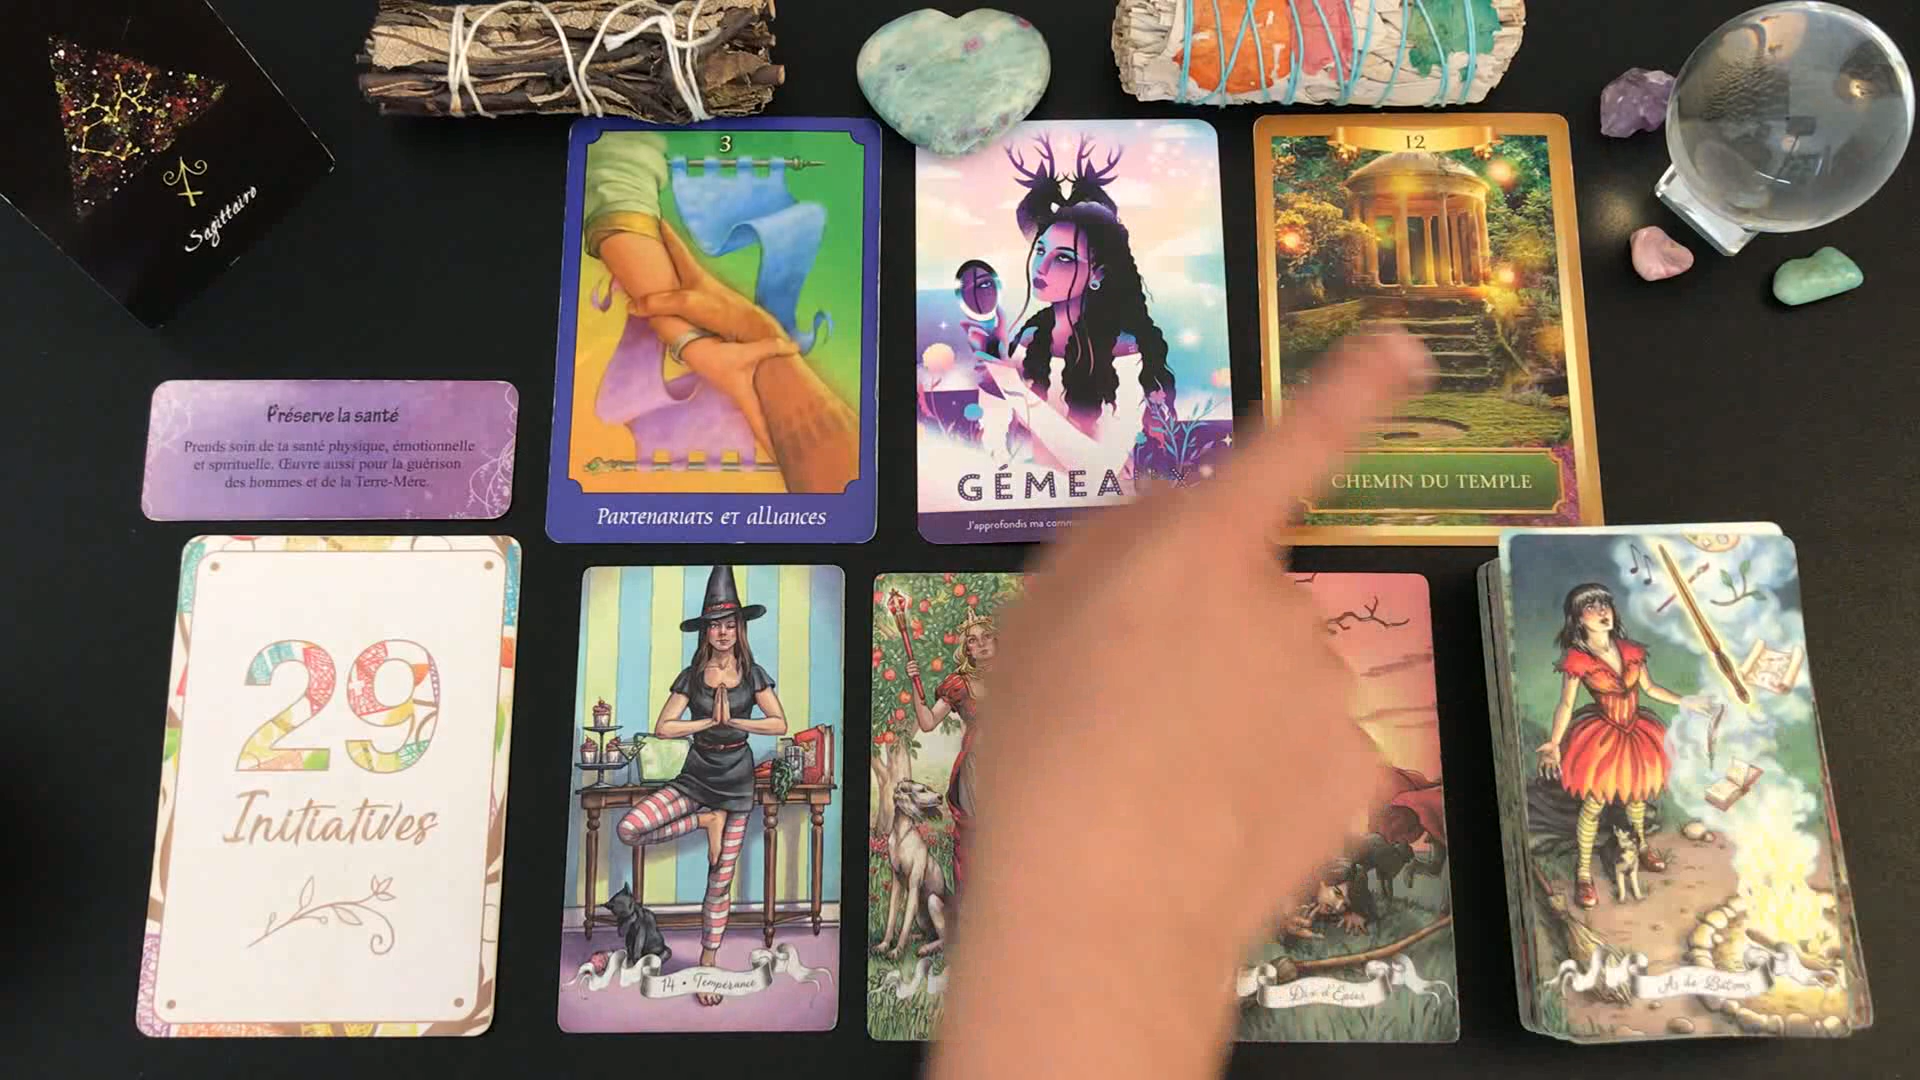 Sagittaire
3
12
GÉMEA
J'approfondis ma comm
CHEMIN DU TEMPLE
Partenariats et alliances
Préserve la santé
Prends soin de ta santé physique, émotionnelle
et spirituelle. Œuvre aussi pour la guérison
des hommes et de la Terre-Mère.
29
Initiatives
14 • Tempérance
Dix d'Épées
As de Bâtons